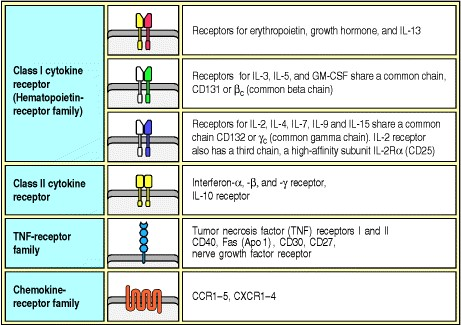 Class I cytokine
receptor
(Hematopoietin-
receptor family)
Receptors for erythropoietin, growth hormone, and IL-13
Receptors for IL-3, IL-5, and GM-CSF share a common chain,
CD131 or βc (common beta chain)
Receptors for IL-2, IL-4, IL-7, IL-9 and IL-15 share a common
chain CD132 or γc (common gamma chain). IL-2 receptor
also has a third chain, a high-affinity subunit IL-2Rα (CD25)
Class II cytokine
receptor
Interferon-α, -β, and -γ receptor,
IL-10 receptor
TNF-receptor
family
Tumor necrosis factor (TNF) receptors I and II
CD40, Fas (Apo 1), CD30, CD27,
nerve growth factor receptor
Chemokine-
receptor family
CCR1–5, CXCR1–4